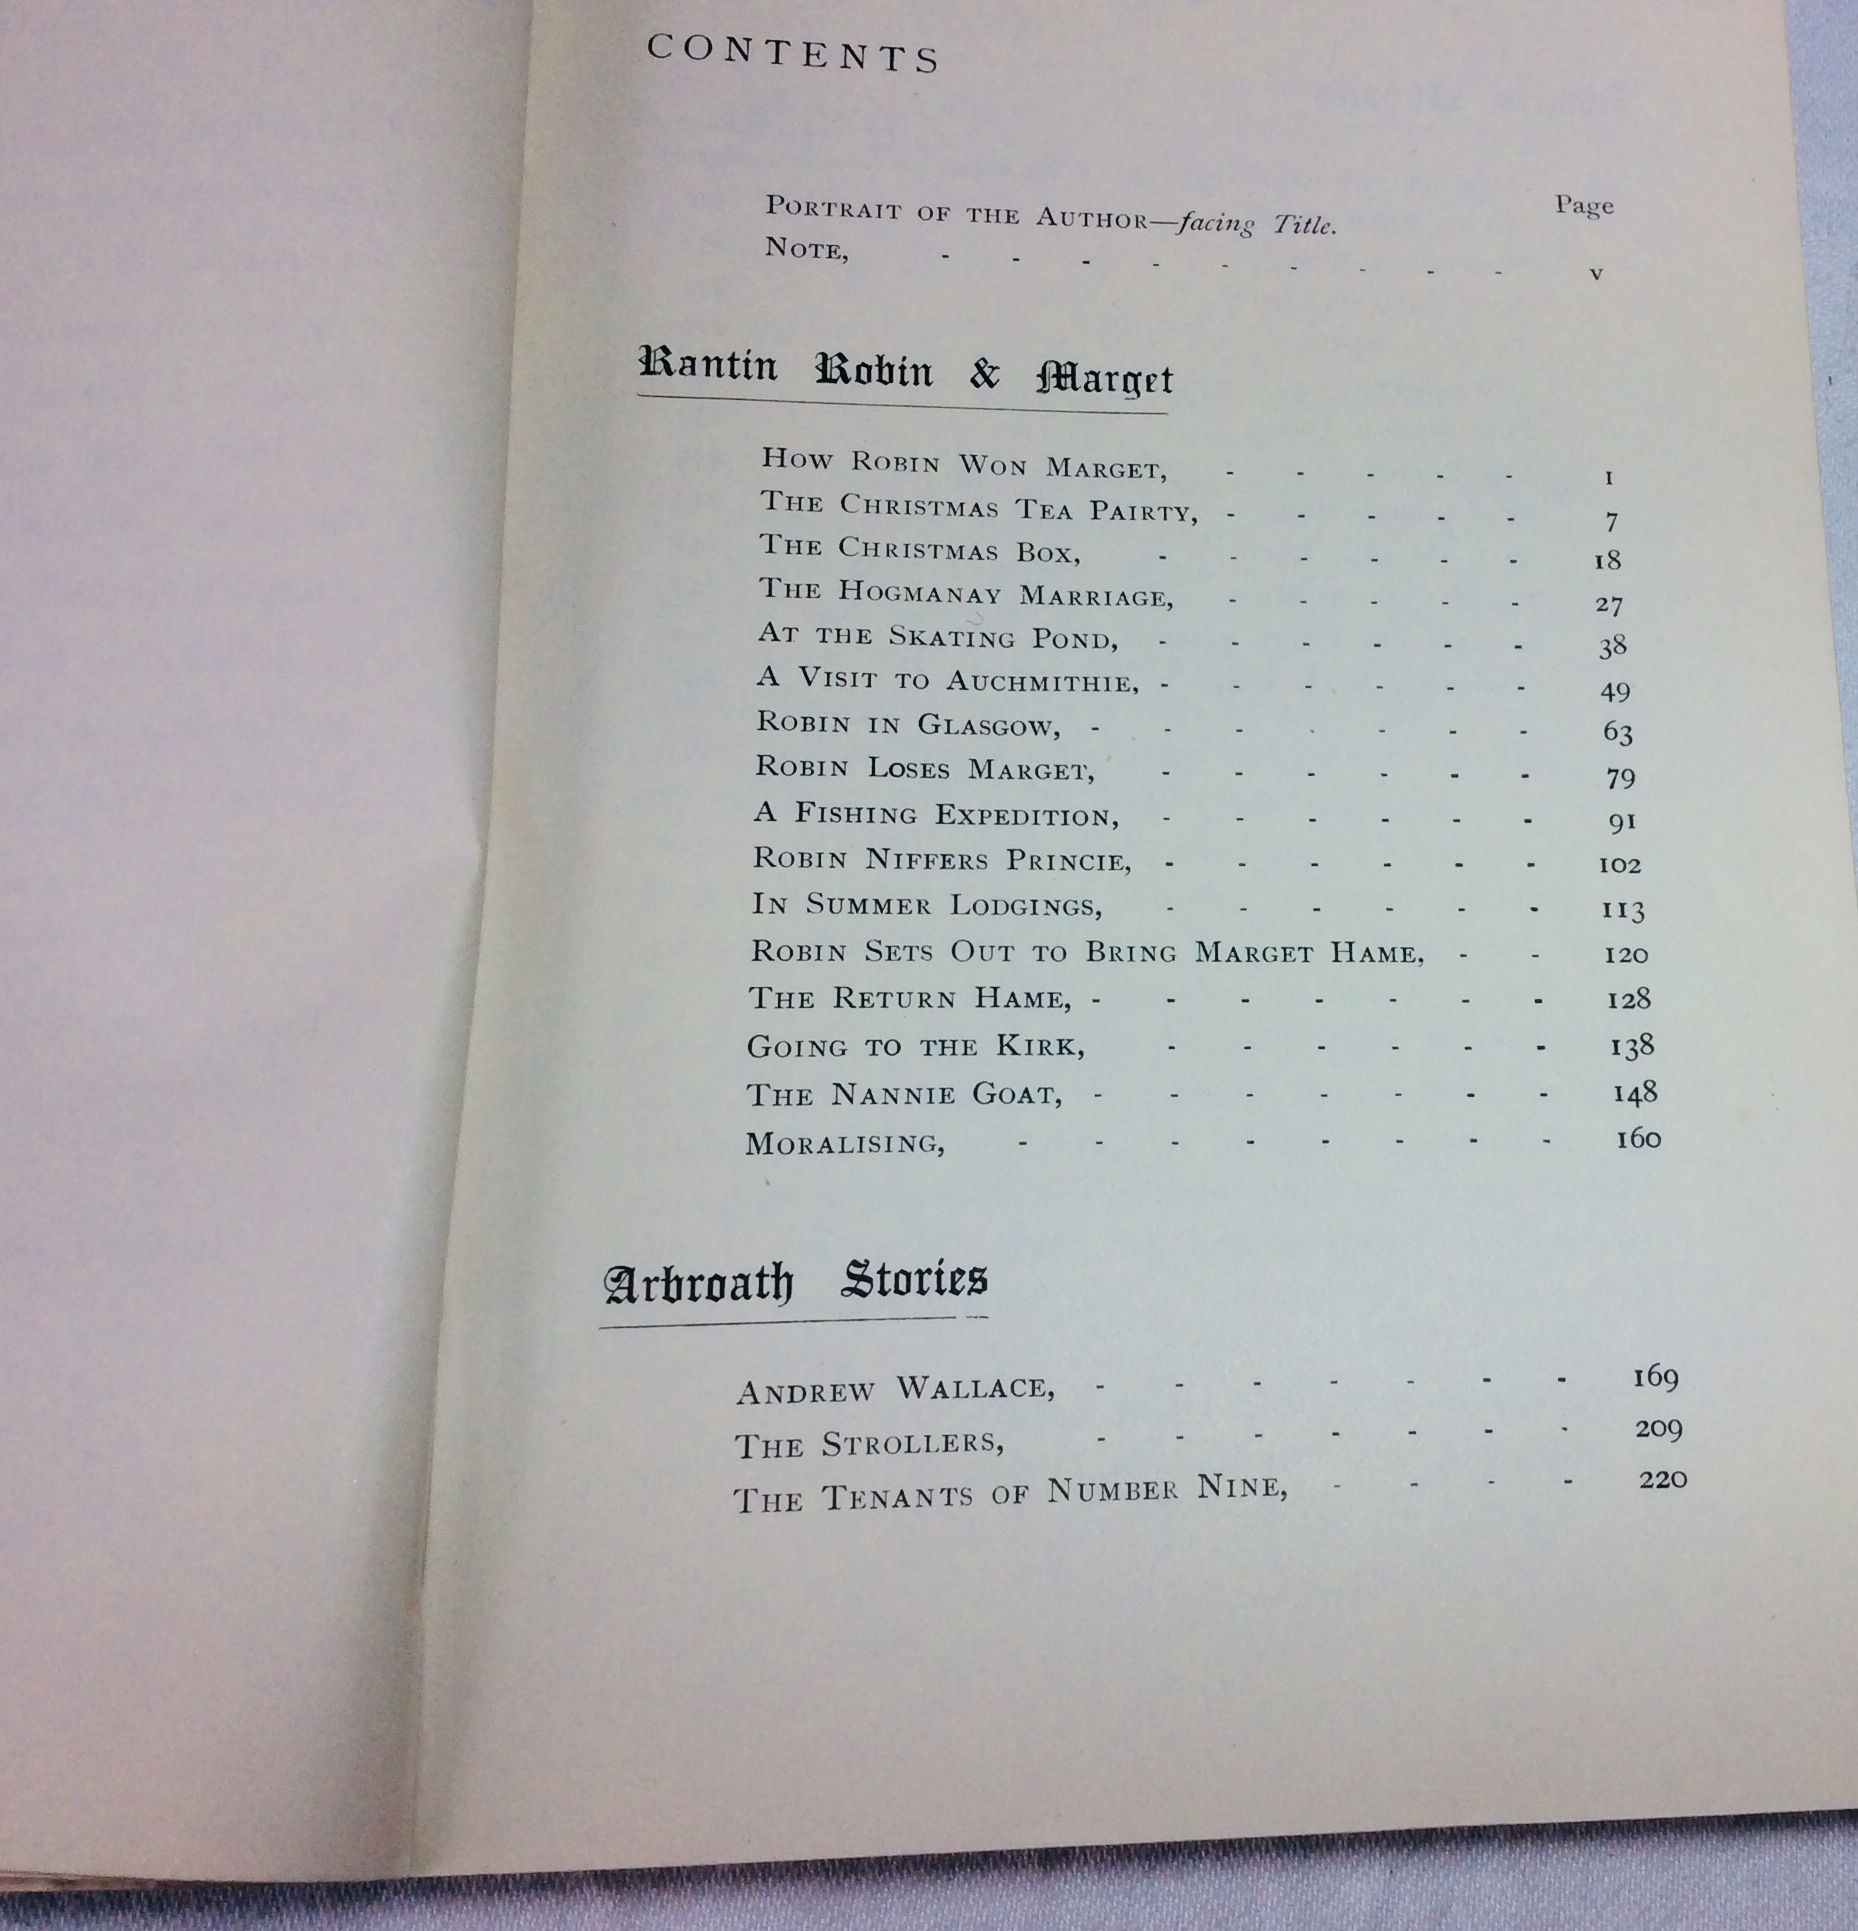 CONTENTS
Page
PORTRAIT OF THE AUTHOR—facing Title.
NOTE, - - - - - - - - - v
Rantin Robin & Marget
HOW ROBIN WON MARGET, - - - - - 1
THE CHRISTMAS TEA PAIRTY, - - - - - 7
THE CHRISTMAS BOX, - - - - - - 18
THE HOGMANAY MARRIAGE, - - - - - 27
AT THE SKATING POND, - - - - - - 38
A VISIT TO AUCHMITHIE, - - - - - - 49
ROBIN IN GLASGOW, - - - - - - - 63
ROBIN LOSES MARGET, - - - - - - 79
A FISHING EXPEDITION, - - - - - - 91
ROBIN NIFFERS PRINCIE, - - - - - - 102
IN SUMMER LODGINGS, - - - - - - 113
ROBIN SETS OUT TO BRING MARGET HAME, - - 120
THE RETURN HAME, - - - - - - - 128
GOING TO THE KIRK, - - - - - - 138
THE NANNIE GOAT, - - - - - - - 148
MORALISING, - - - - - - - - 160
Arbroath Stories
ANDREW WALLACE, - - - - - - - 169
THE STROLLERS, - - - - - - - 209
THE TENANTS OF NUMBER NINE, - - - - 220